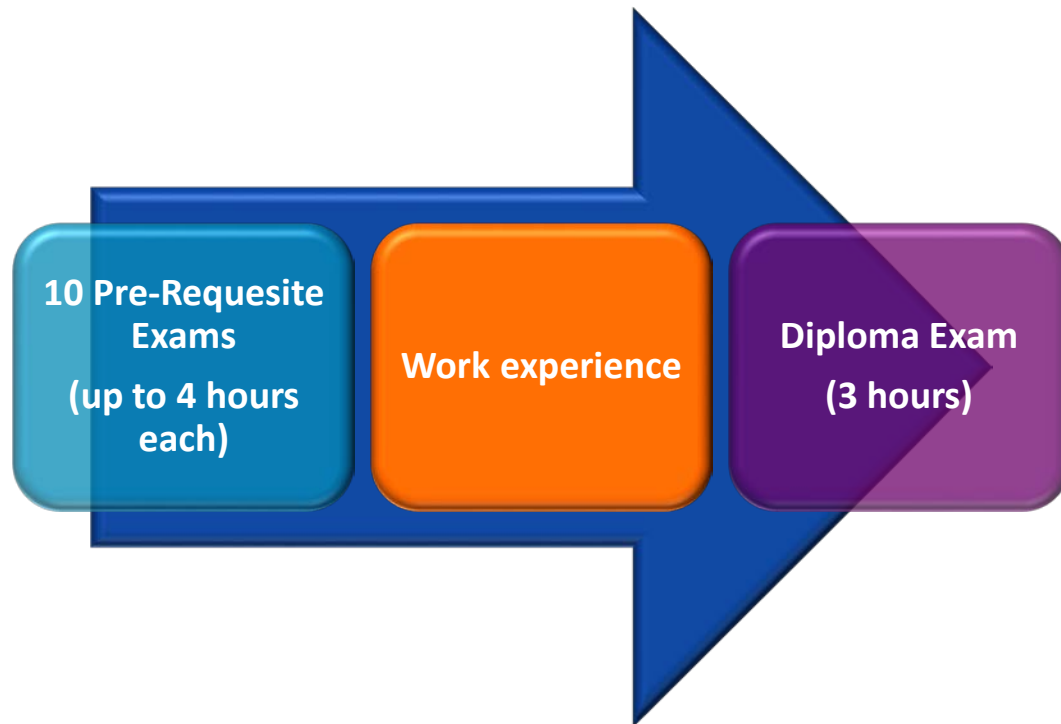 10 Pre-Requesite
Exams
(up to 4 hours
each)
Work experience
Diploma Exam
(3 hours)